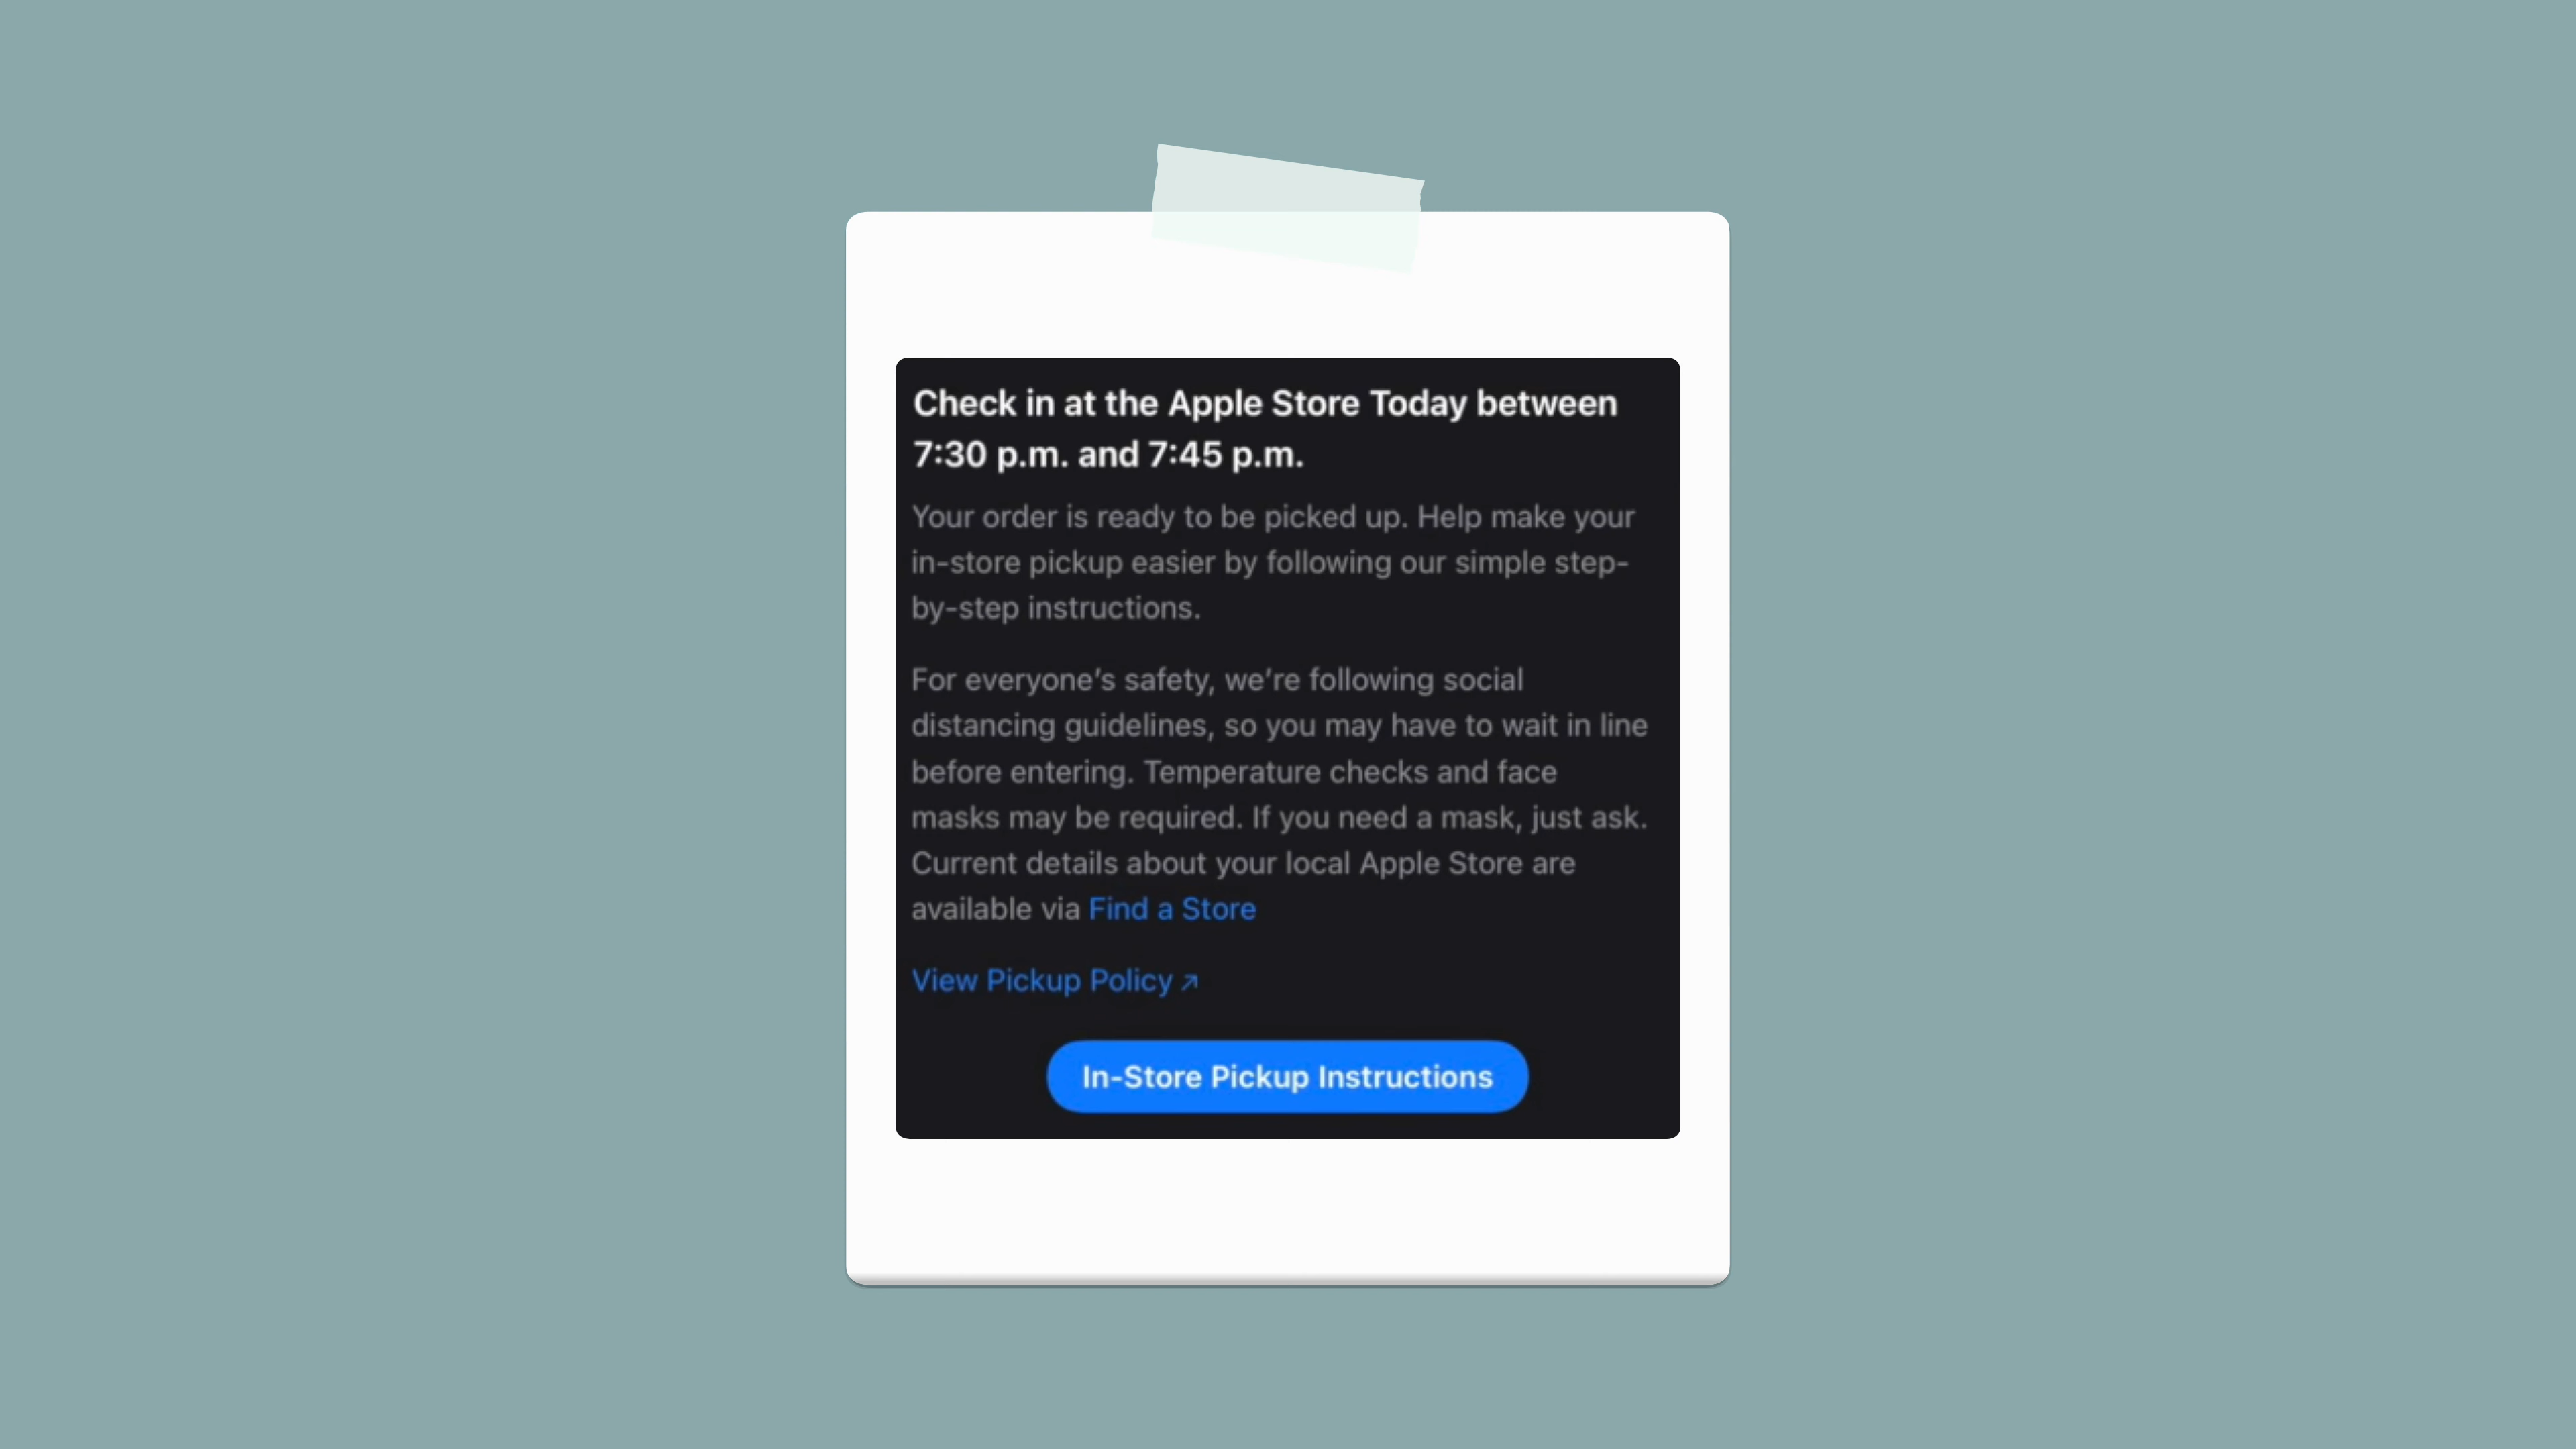 Check in at the Apple Store Today between
7:30 p.m. and 7:45 p.m.
Your order is ready to be picked up. Help make your
in-store pickup easier by following our simple step-
by-step instructions.
For everyone’s safety, we’re following social
distancing guidelines, so you may have to wait in line
before entering. Temperature checks and face
masks may be required. If you need a mask, just ask.
Current details about your local Apple Store are
available via Find a Store
View Pickup Policy ↗
In-Store Pickup Instructions